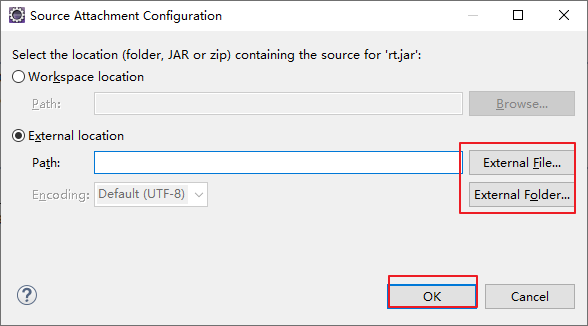 Source Attachment Configuration
Select the location (folder, JAR or zip) containing the source for 'rt.jar':
Workspace location
Path:
Browse...
External location
Path:
External File...
Encoding:
Default (UTF-8)
External Folder...
?
OK
Cancel